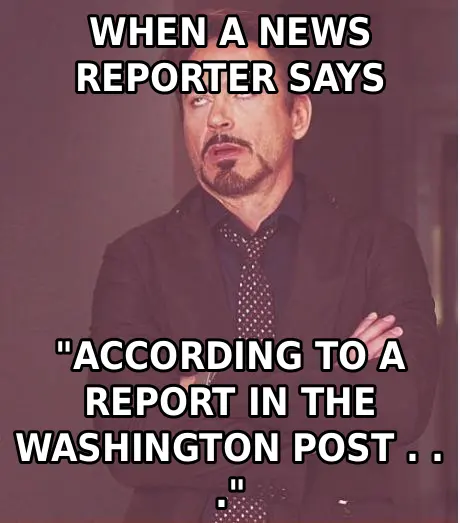 WHEN A NEWS
REPORTER SAYS
"ACCORDING TO A
REPORT IN THE
WASHINGTON POST . .
."